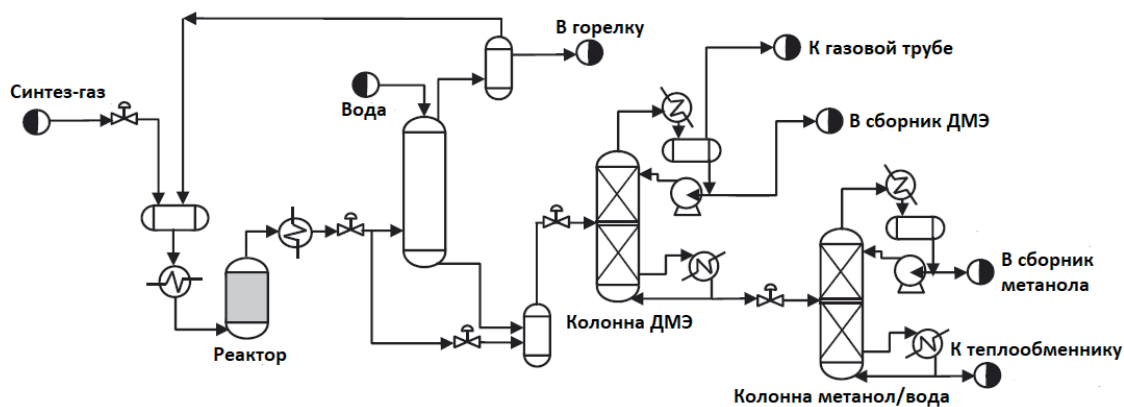 В горелку
К газовой трубе
Синтез-газ
Вода
В сборник ДМЭ
В сборник
метанола
Колонна ДМЭ
Реактор
К теплообменнику
Колонна метанол/вода